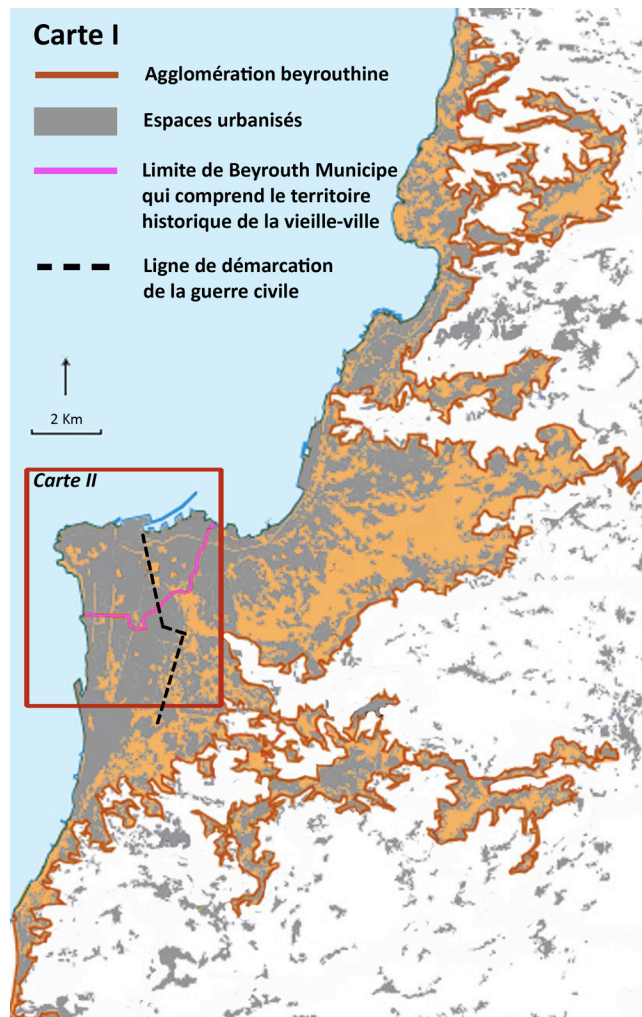 Carte I
Agglomération beyrouthine
Espaces urbanisés
Limite de Beyrouth Municipe
qui comprend le territoire
historique de la vieille-ville
Ligne de démarcation
de la guerre civile
2 Km
Carte II